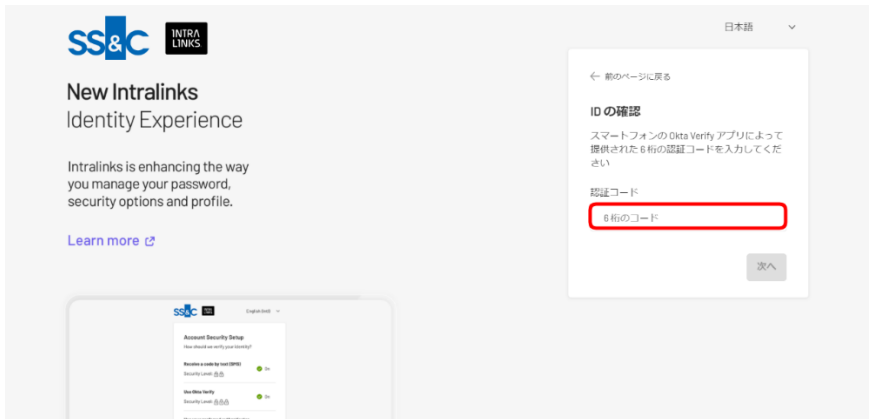 SS&C
INTRA
LINKS
日本語
New Intralinks
Identity Experience
Intralinks is enhancing the way
you manage your password,
security options and profile.
Learn more
← 前のページに戻る
ID の確認
スマートフォンの Okta Verify アプリによって
提供された 6 桁の認証コードを入力してくだ
さい
認証コード
6 桁のコード
次へ
SS&C
English (US)
Account Security Setup
How should we verify your identity?
Receive a code by text (SMS)
On
Security Level:
Use Okta Verify
On
Security Level: